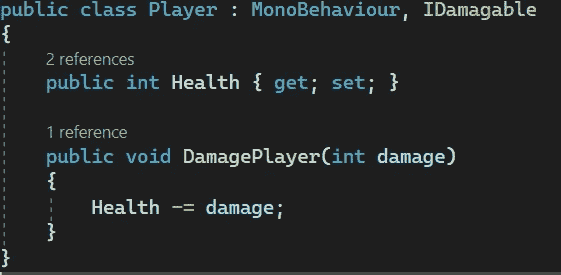 public class Player : MonoBehaviour, IDamagable
{
2 references
public int Health { get; set; }
1 reference
public void DamagePlayer(int damage)
{
Health -= damage;
}
}